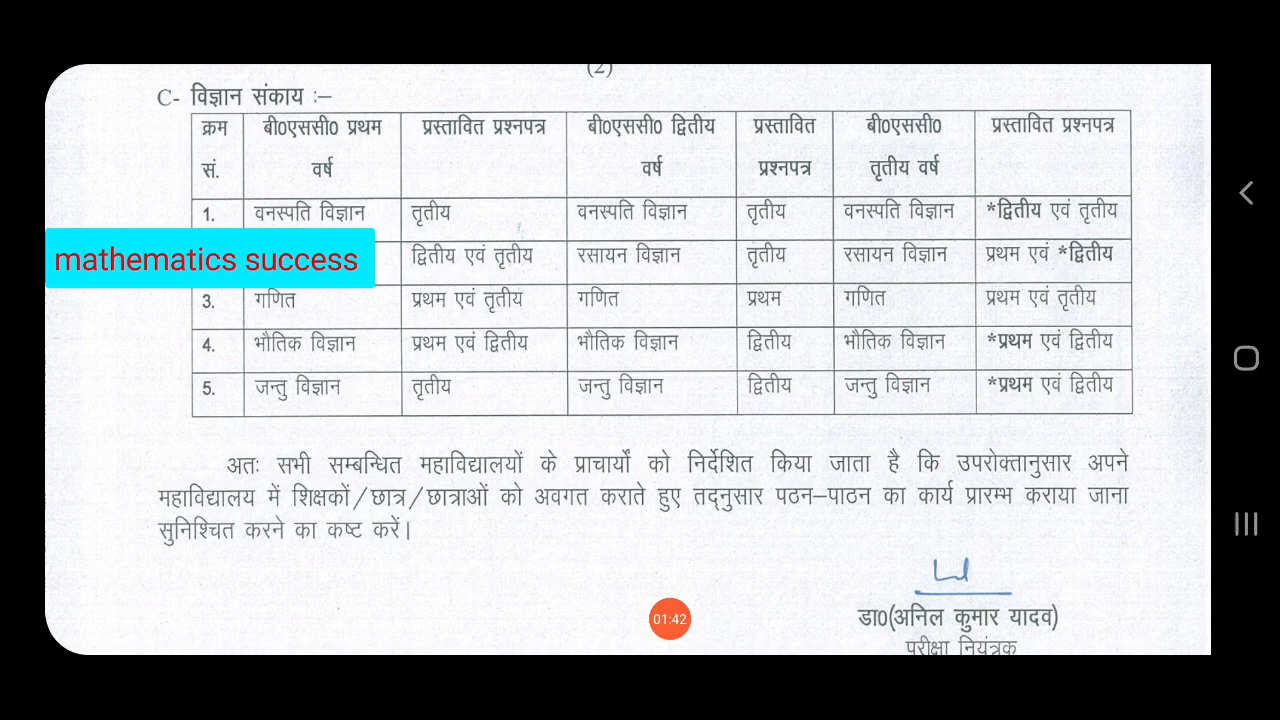 (2)
C- विज्ञान संकाय :–
क्रम सं. बी0एससी0 प्रथम वर्ष प्रस्तावित प्रश्नपत्र बी0एससी0 द्वितीय वर्ष प्रस्तावित प्रश्नपत्र बी0एससी0 तृतीय वर्ष प्रस्तावित प्रश्नपत्र
1. वनस्पति विज्ञान तृतीय वनस्पति विज्ञान तृतीय वनस्पति विज्ञान *द्वितीय एवं तृतीय
mathematics success द्वितीय एवं तृतीय रसायन विज्ञान तृतीय रसायन विज्ञान प्रथम एवं *द्वितीय
3. गणित प्रथम एवं तृतीय गणित प्रथम गणित प्रथम एवं तृतीय
4. भौतिक विज्ञान प्रथम एवं द्वितीय भौतिक विज्ञान द्वितीय भौतिक विज्ञान *प्रथम एवं द्वितीय
5. जन्तु विज्ञान तृतीय जन्तु विज्ञान द्वितीय जन्तु विज्ञान *प्रथम एवं द्वितीय
अतः सभी सम्बन्धित महाविद्यालयों के प्राचार्यों को निर्देशित किया जाता है कि उपरोक्तानुसार अपने
महाविद्यालय में शिक्षकों/छात्र/छात्राओं को अवगत कराते हुए तद्नुसार पठन–पाठन का कार्य प्रारम्भ कराया जाना
सुनिश्चित करने का कष्ट करें।
01:42
डा0(अनिल कुमार यादव)
परीक्षा नियंत्रक